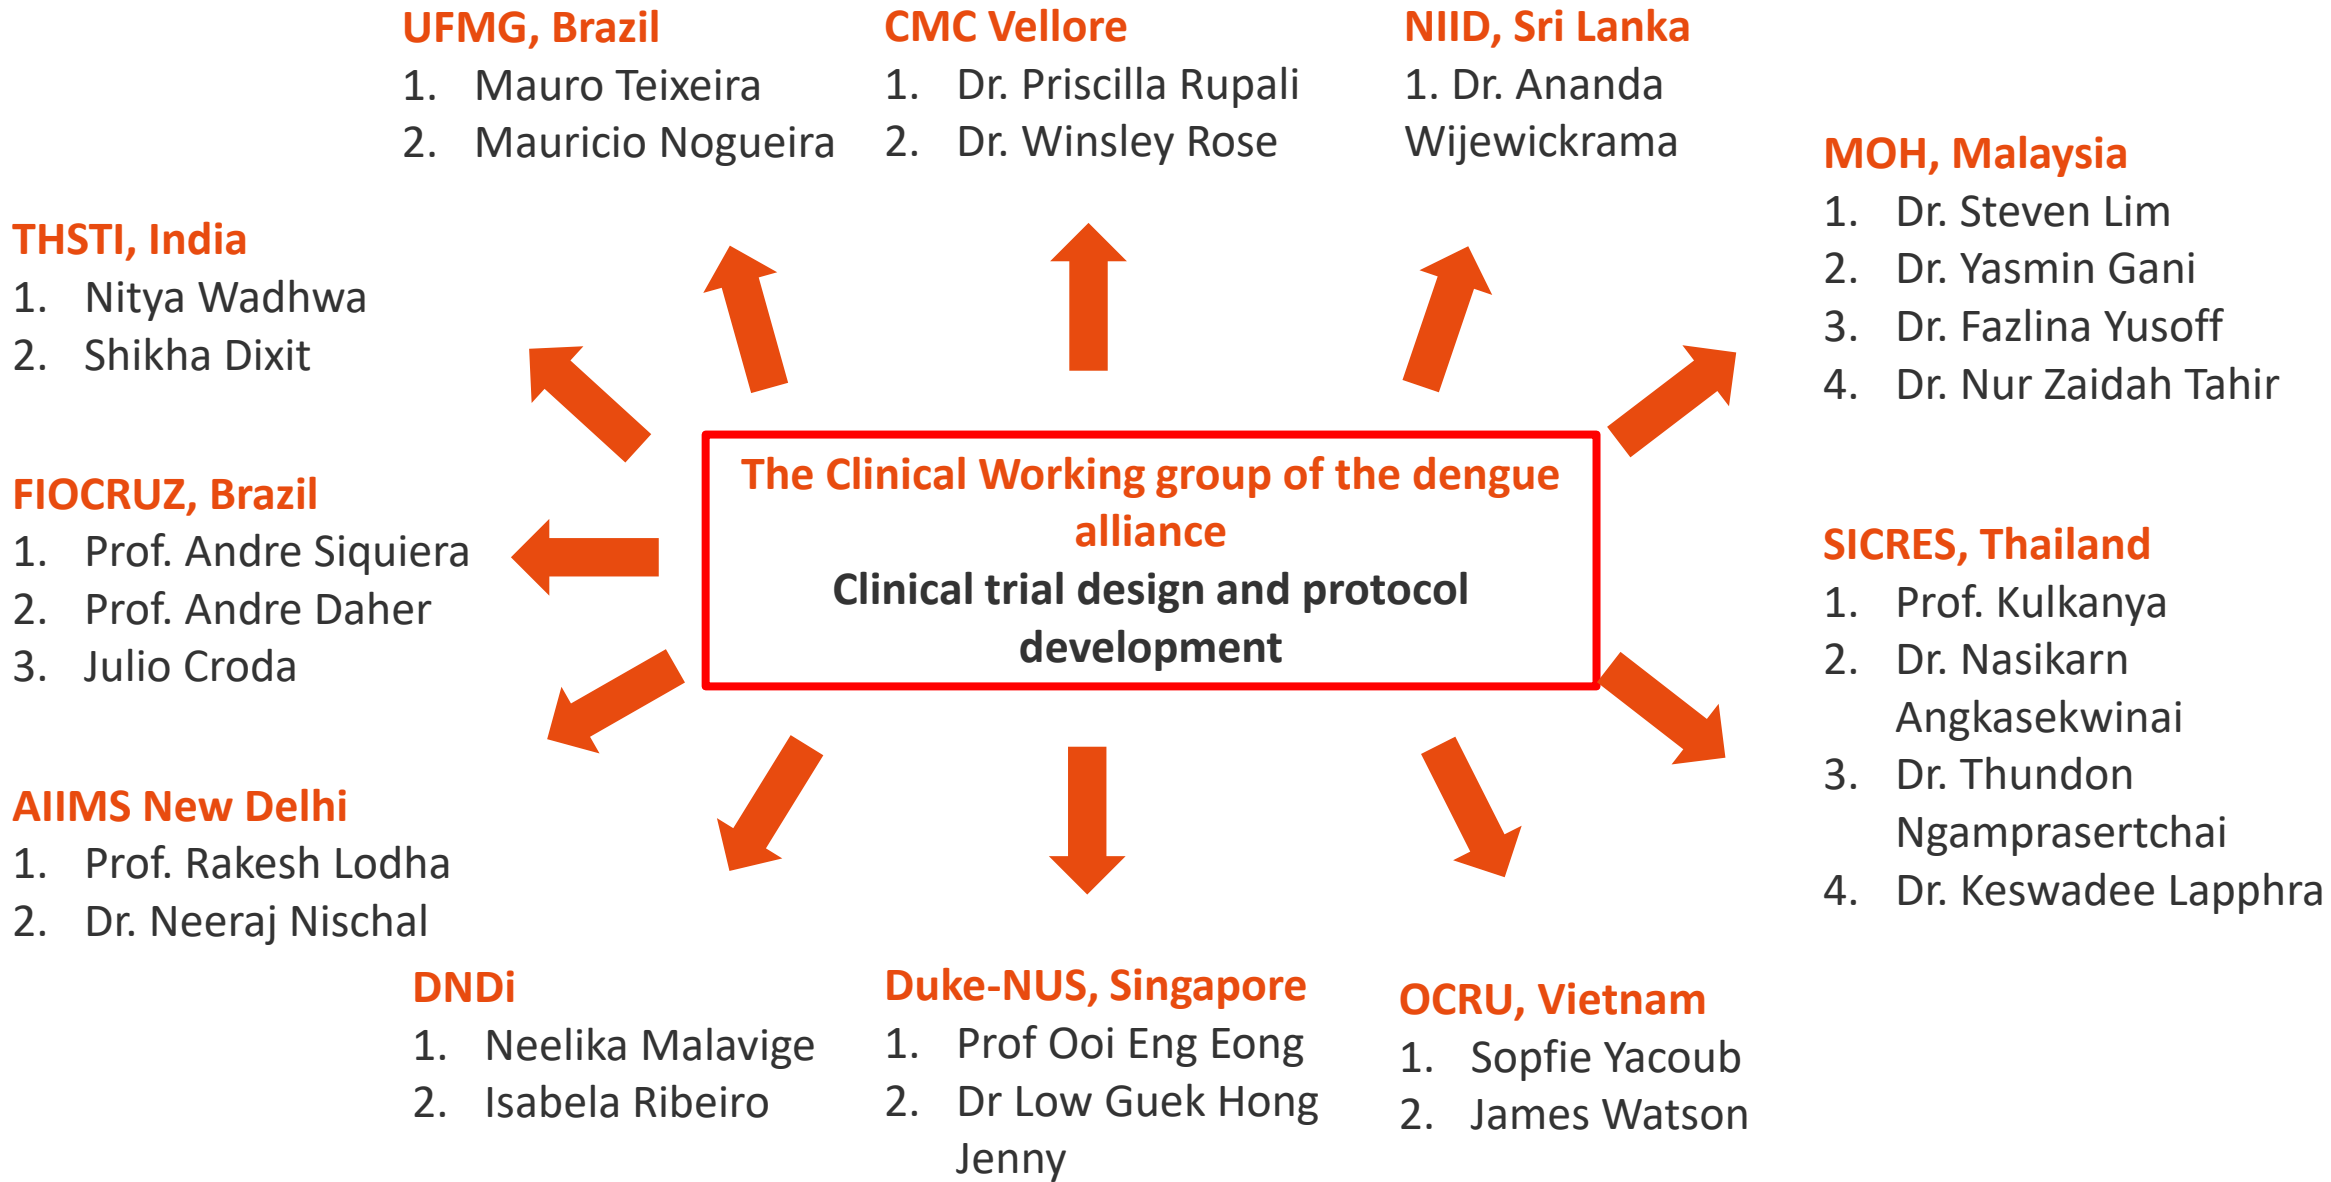 UFMG, Brazil
1. Mauro Teixeira
2. Mauricio Nogueira
CMC Vellore
1. Dr. Priscilla Rupali
2. Dr. Winsley Rose
NIID, Sri Lanka
1. Dr. Ananda
Wijewickrama
MOH, Malaysia
1. Dr. Steven Lim
2. Dr. Yasmin Gani
3. Dr. Fazlina Yusoff
4. Dr. Nur Zaidah Tahir
THSTI, India
1. Nitya Wadhwa
2. Shikha Dixit
The Clinical Working group of the dengue
alliance
Clinical trial design and protocol
development
FIOCRUZ, Brazil
1. Prof. Andre Siquiera
2. Prof. Andre Daher
3. Julio Croda
SICRES, Thailand
1. Prof. Kulkanya
2. Dr. Nasikarn
Angkasekwinai
3. Dr. Thundon
Ngamprasertchai
4. Dr. Keswadee Lapphra
AIIMS New Delhi
1. Prof. Rakesh Lodha
2. Dr. Neeraj Nischal
DNDi
1. Neelika Malavige
2. Isabela Ribeiro
Duke-NUS, Singapore
1. Prof Ooi Eng Eong
2. Dr Low Guek Hong
Jenny
OCRU, Vietnam
1. Sopfie Yacoub
2. James Watson